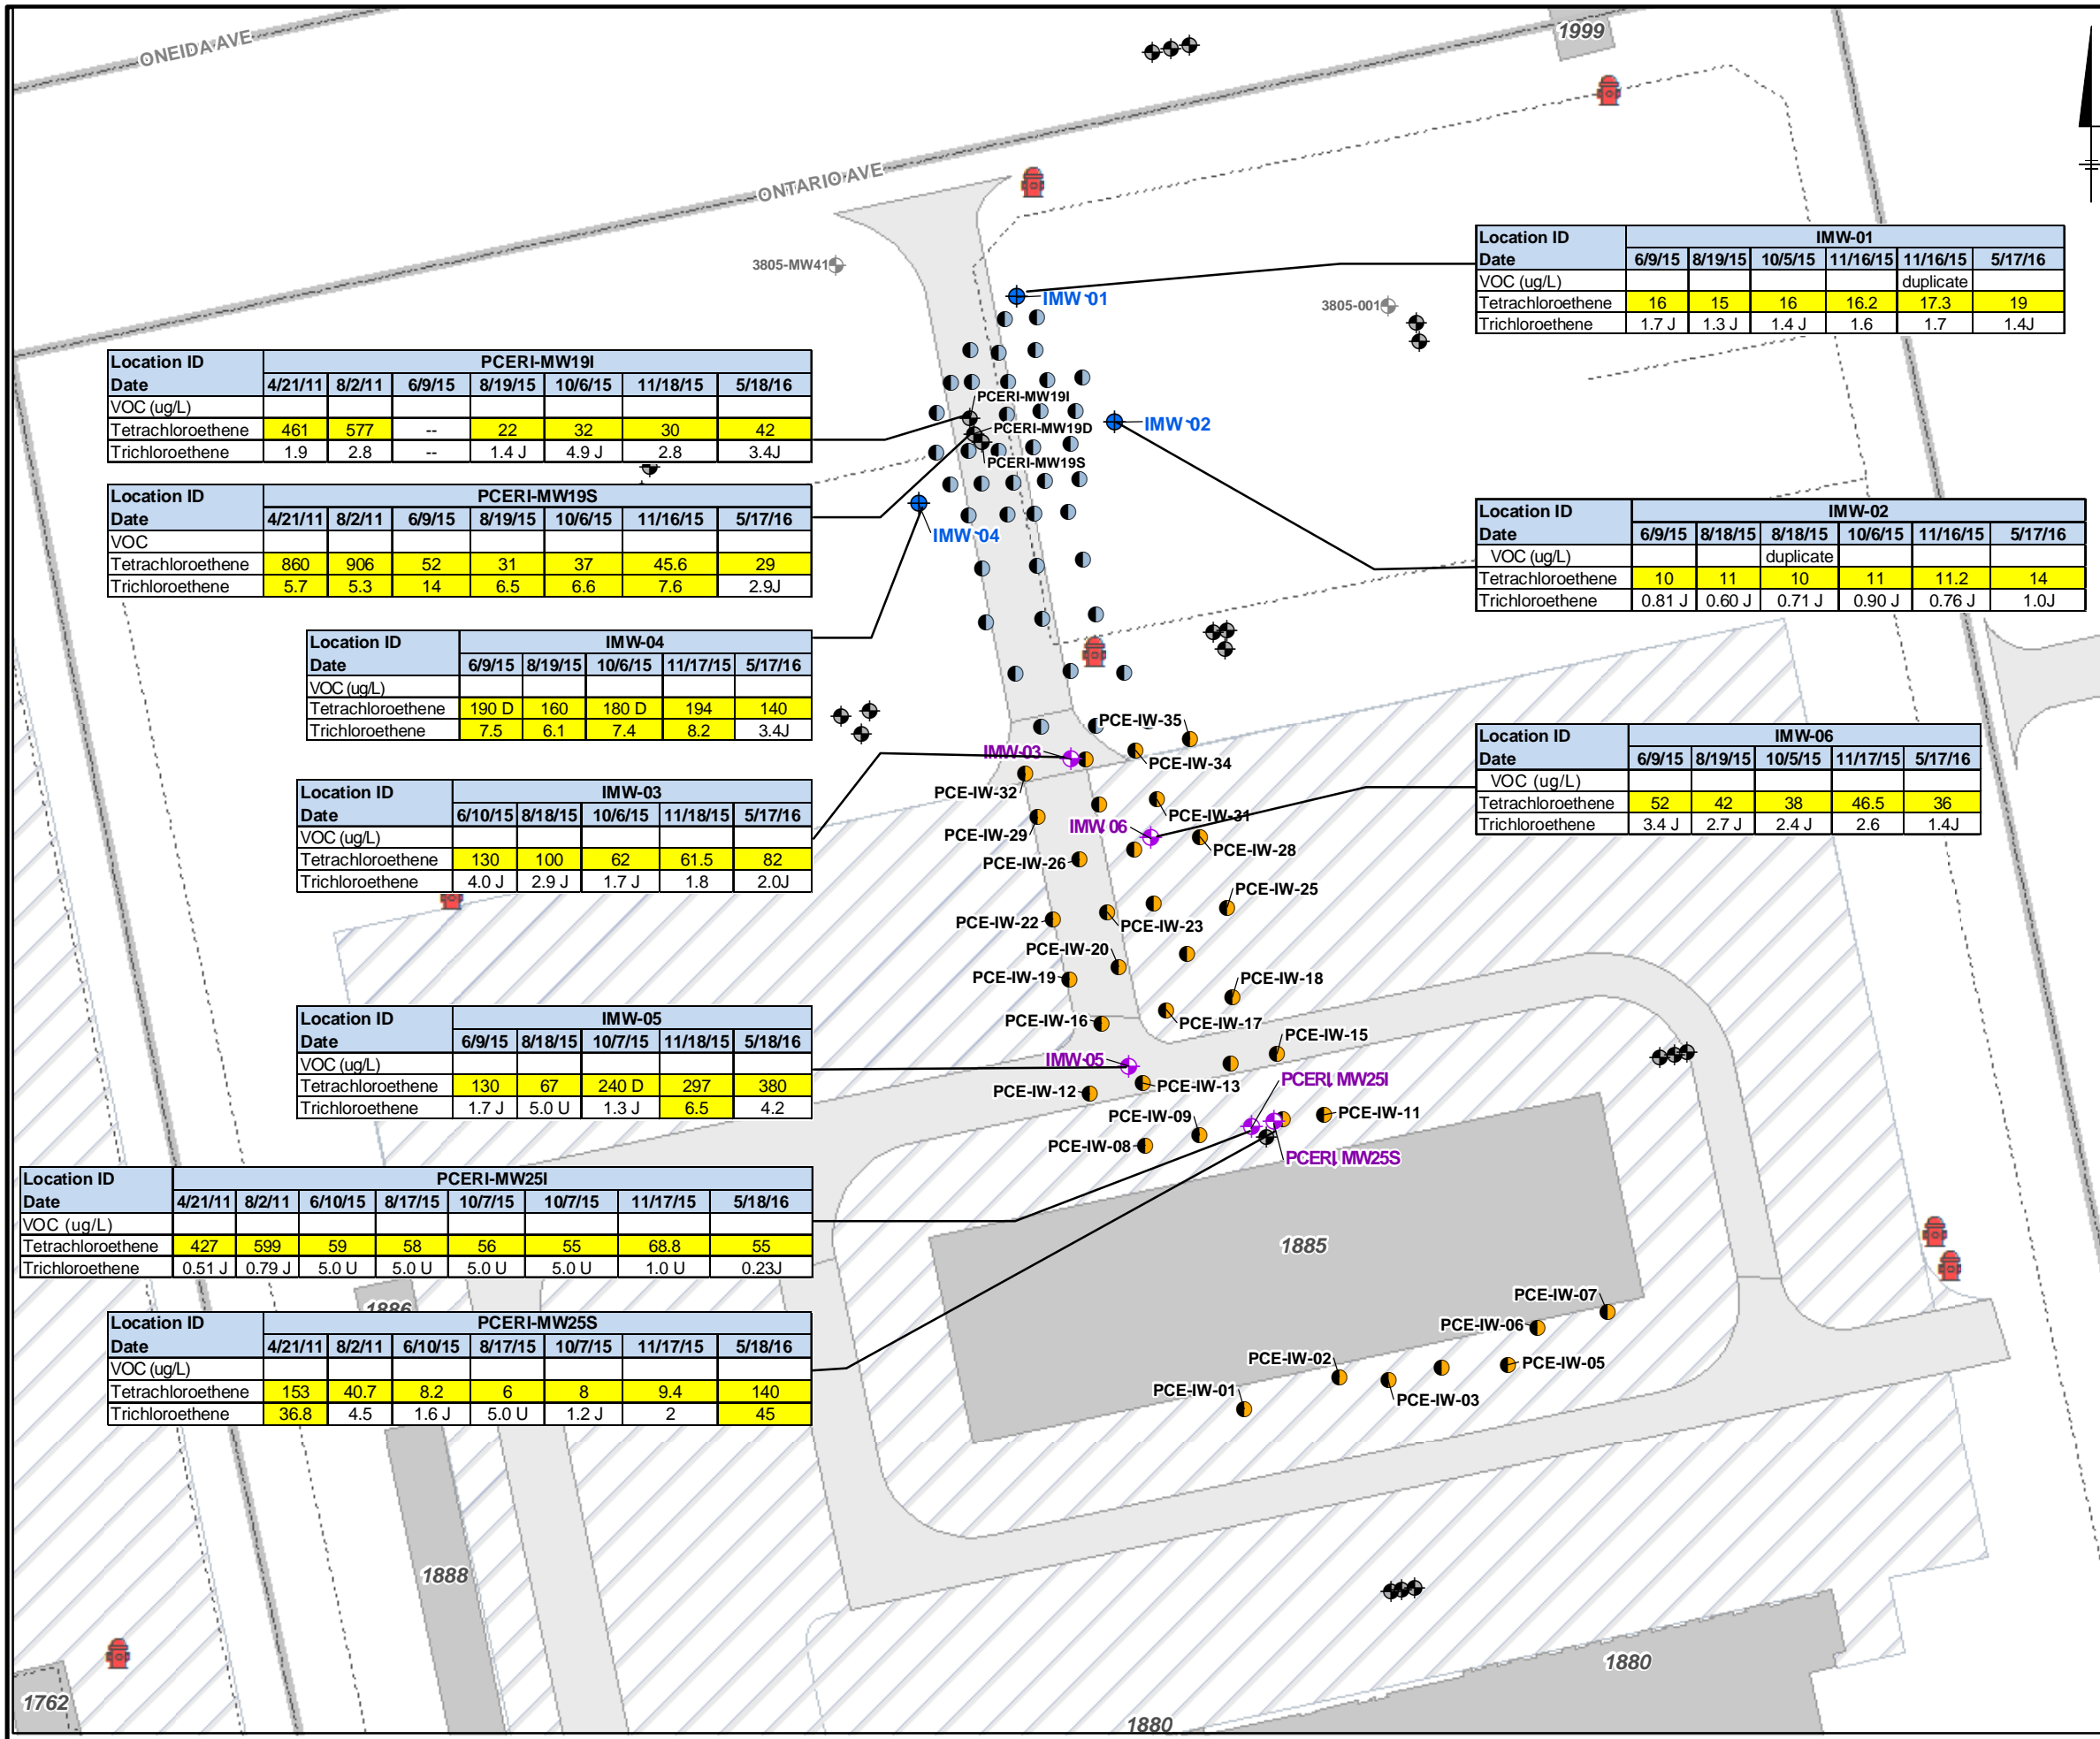 ONEIDA AVE
1999
ONTARIO AVE
3805-MW41
IMW-01
3805-001
Location ID IMW-01
Date 6/9/15 8/19/15 10/5/15 11/16/15 11/16/15 5/17/16
VOC (ug/L) duplicate
Tetrachloroethene 16 15 16 16.2 17.3 19
Trichloroethene 1.7 J 1.3 J 1.4 J 1.6 1.7 1.4J
Location ID PCERI-MW19I
Date 4/21/11 8/2/11 6/9/15 8/19/15 10/6/15 11/18/15 5/18/16
VOC (ug/L)
Tetrachloroethene 461 577 -- 22 32 30 42
Trichloroethene 1.9 2.8 -- 1.4 J 4.9 J 2.8 3.4J
PCERI-MW19I
PCERI-MW19D
PCERI-MW19S
IMW-02
Location ID PCERI-MW19S
Date 4/21/11 8/2/11 6/9/15 8/19/15 10/6/15 11/16/15 5/17/16
VOC
Tetrachloroethene 860 906 52 31 37 45.6 29
Trichloroethene 5.7 5.3 14 6.5 6.6 7.6 2.9J
IMW-04
Location ID IMW-02
Date 6/9/15 8/18/15 8/18/15 10/6/15 11/16/15 5/17/16
VOC (ug/L) duplicate
Tetrachloroethene 10 11 10 11 11.2 14
Trichloroethene 0.81 J 0.60 J 0.71 J 0.90 J 0.76 J 1.0J
Location ID IMW-04
Date 6/9/15 8/19/15 10/6/15 11/17/15 5/17/16
VOC (ug/L)
Tetrachloroethene 190 D 160 180 D 194 140
Trichloroethene 7.5 6.1 7.4 8.2 3.4J
PCE-IW-35
IMW-03
PCE-IW-34
PCE-IW-32
Location ID IMW-06
Date 6/9/15 8/19/15 10/5/15 11/17/15 5/17/16
VOC (ug/L)
Tetrachloroethene 52 42 38 46.5 36
Trichloroethene 3.4 J 2.7 J 2.4 J 2.6 1.4J
Location ID IMW-03
Date 6/10/15 8/18/15 10/6/15 11/18/15 5/17/16
VOC (ug/L)
Tetrachloroethene 130 100 62 61.5 82
Trichloroethene 4.0 J 2.9 J 1.7 J 1.8 2.0J
PCE-IW-31
PCE-IW-29
IMW-06
PCE-IW-28
PCE-IW-26
PCE-IW-25
PCE-IW-22
PCE-IW-23
PCE-IW-20
PCE-IW-19
PCE-IW-18
PCE-IW-16
PCE-IW-17
PCE-IW-15
Location ID IMW-05
Date 6/9/15 8/18/15 10/7/15 11/18/15 5/18/16
VOC (ug/L)
Tetrachloroethene 130 67 240 D 297 380
Trichloroethene 1.7 J 5.0 U 1.3 J 6.5 4.2
IMW-05
PCE-IW-12
PCE-IW-13
PCERI-MW25I
PCE-IW-09
PCE-IW-11
PCE-IW-08
PCERI-MW25S
Location ID PCERI-MW25I
Date 4/21/11 8/2/11 6/10/15 8/17/15 10/7/15 10/7/15 11/17/15 5/18/16
VOC (ug/L)
Tetrachloroethene 427 599 59 58 56 55 68.8 55
Trichloroethene 0.51 J 0.79 J 5.0 U 5.0 U 5.0 U 5.0 U 1.0 U 0.23J
1885
1886
Location ID PCERI-MW25S
Date 4/21/11 8/2/11 6/10/15 8/17/15 10/7/15 11/17/15 5/18/16
VOC (ug/L)
Tetrachloroethene 153 40.7 8.2 6 8 9.4 140
Trichloroethene 36.8 4.5 1.6 J 5.0 U 1.2 J 2 45
PCE-IW-07
PCE-IW-06
PCE-IW-02
PCE-IW-05
PCE-IW-01
PCE-IW-03
1888
1880
1762
1880